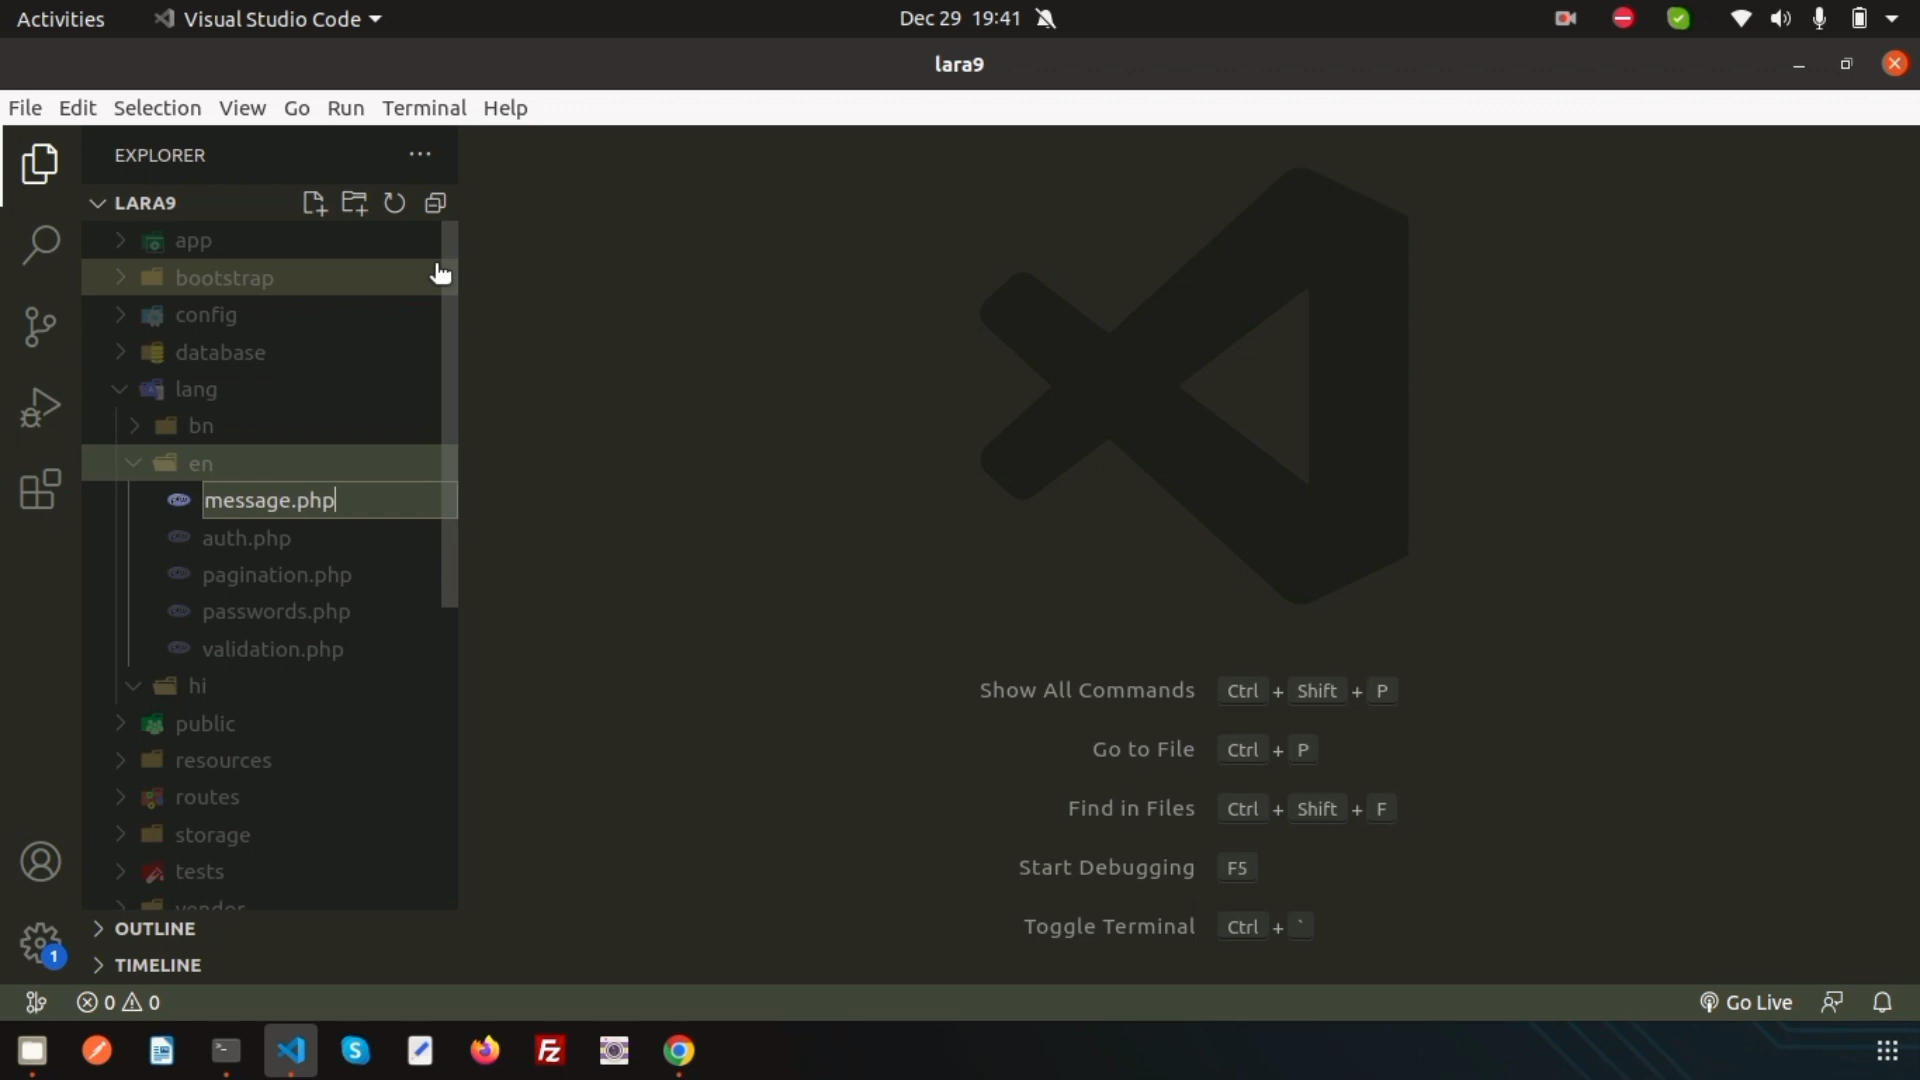 Activities Visual Studio Code Dec 29 19:41
lara9
File Edit Selection View Go Run Terminal Help
EXPLORER
LARA9
app
bootstrap
config
database
lang
bn
en
message.php
auth.php
pagination.php
passwords.php
validation.php
hi
public
resources
routes
storage
tests
vendor
OUTLINE
TIMELINE
Show All Commands Ctrl + Shift + P
Go to File Ctrl + P
Find in Files Ctrl + Shift + F
Start Debugging F5
Toggle Terminal Ctrl + `
1
0 0 Go Live